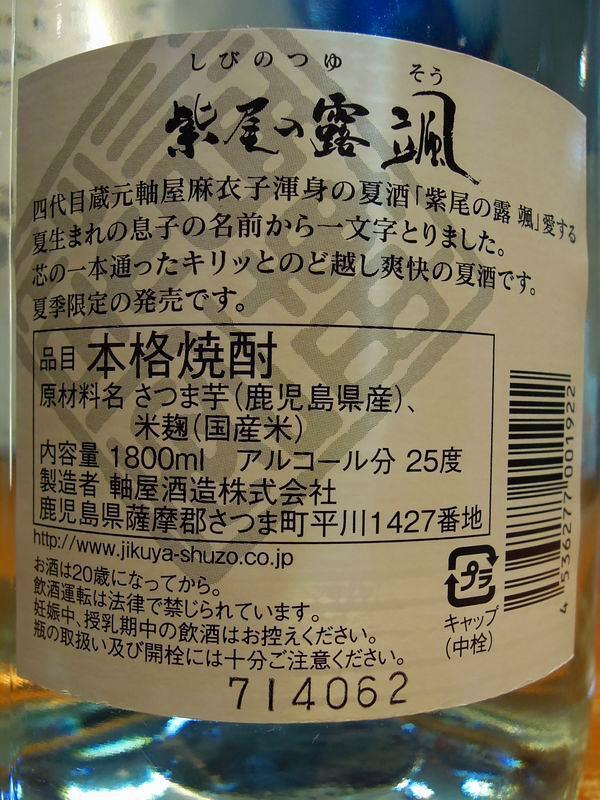 しびのつゆ そう
紫尾の露 颯
四代目蔵元軸屋麻衣子渾身の夏酒「紫尾の露 颯」愛する
夏生まれの息子の名前から一文字とりました。
芯の一本通ったキリッとのど越し爽快の夏酒です。
夏季限定の発売です。
品目 本格焼酎
原材料名 さつま芋(鹿児島県産)、
米麹(国産米)
内容量 1800ml アルコール分 25度
製造者 軸屋酒造株式会社
鹿児島県薩摩郡さつま町平川1427番地
http://www.jikuya-shuzo.co.jp
お酒は20歳になってから。
飲酒運転は法律で禁じられています。
妊娠中、授乳期中の飲酒はお控えください。
瓶の取扱い及び開栓には十分ご注意ください。
プラ
キャップ
(中栓)
4 536277 001922
714062